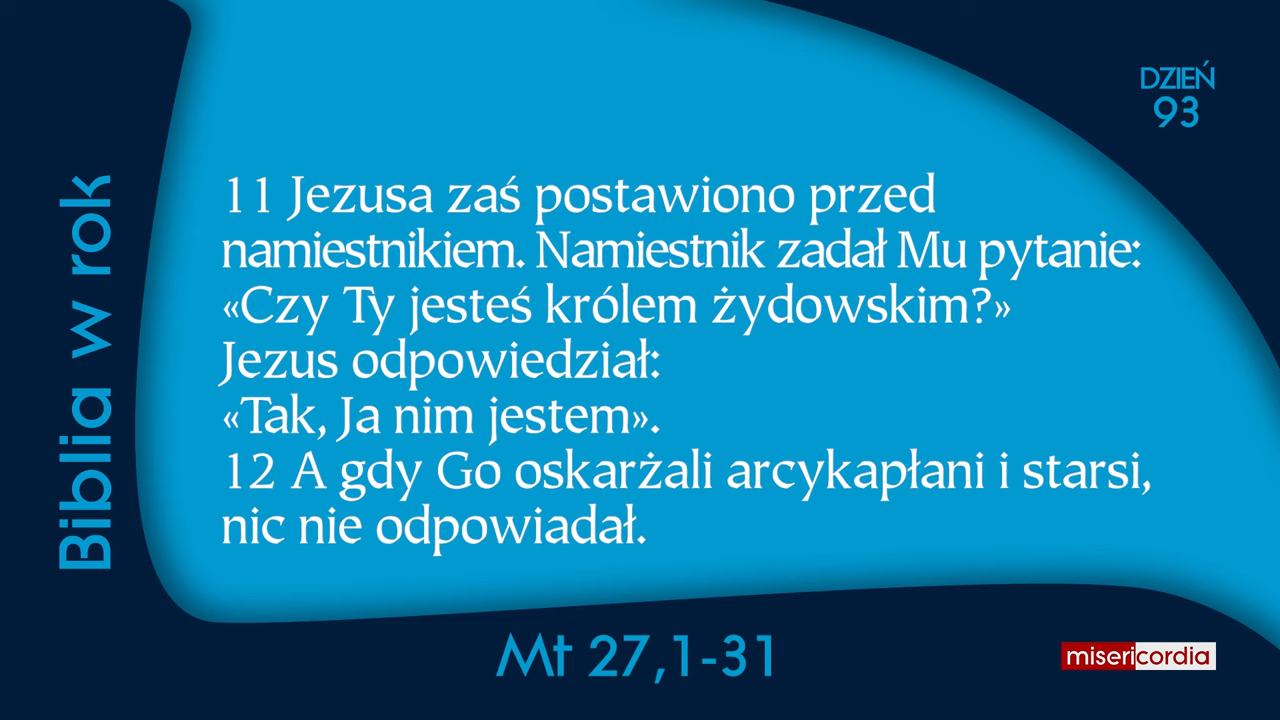 DZIEŃ
93
Biblia w rok
11 Jezusa zaś postawiono przed
namiestnikiem. Namiestnik zadał Mu pytanie:
«Czy Ty jesteś królem żydowskim?»
Jezus odpowiedział:
«Tak, Ja nim jestem».
12 A gdy Go oskarżali arcykapłani i starsi,
nic nie odpowiadał.
Mt 27,1-31
misericordia